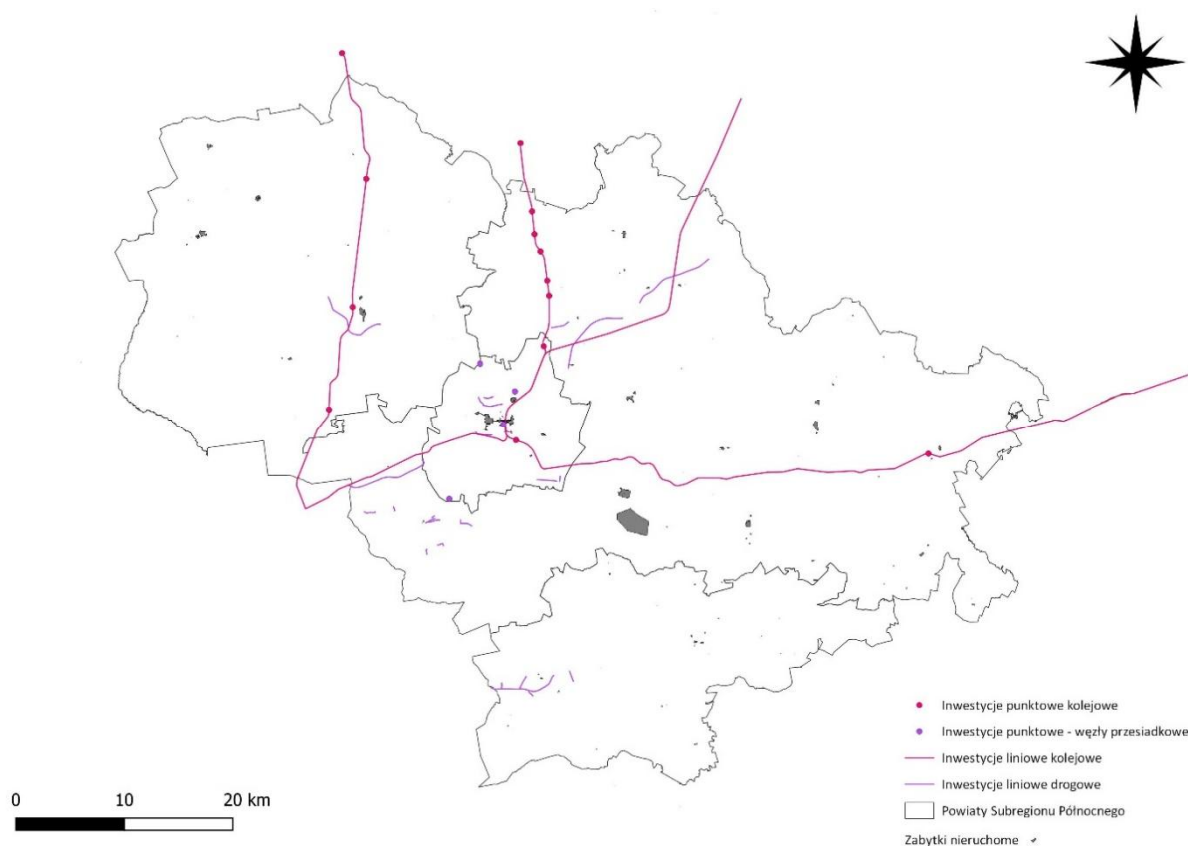 Inwestycje punktowe kolejowe
Inwestycje punktowe - węzły przesiadkowe
Inwestycje liniowe kolejowe
Inwestycje liniowe drogowe
Powiaty Subregionu Północnego
Zabytki nieruchome
0 10 20 km